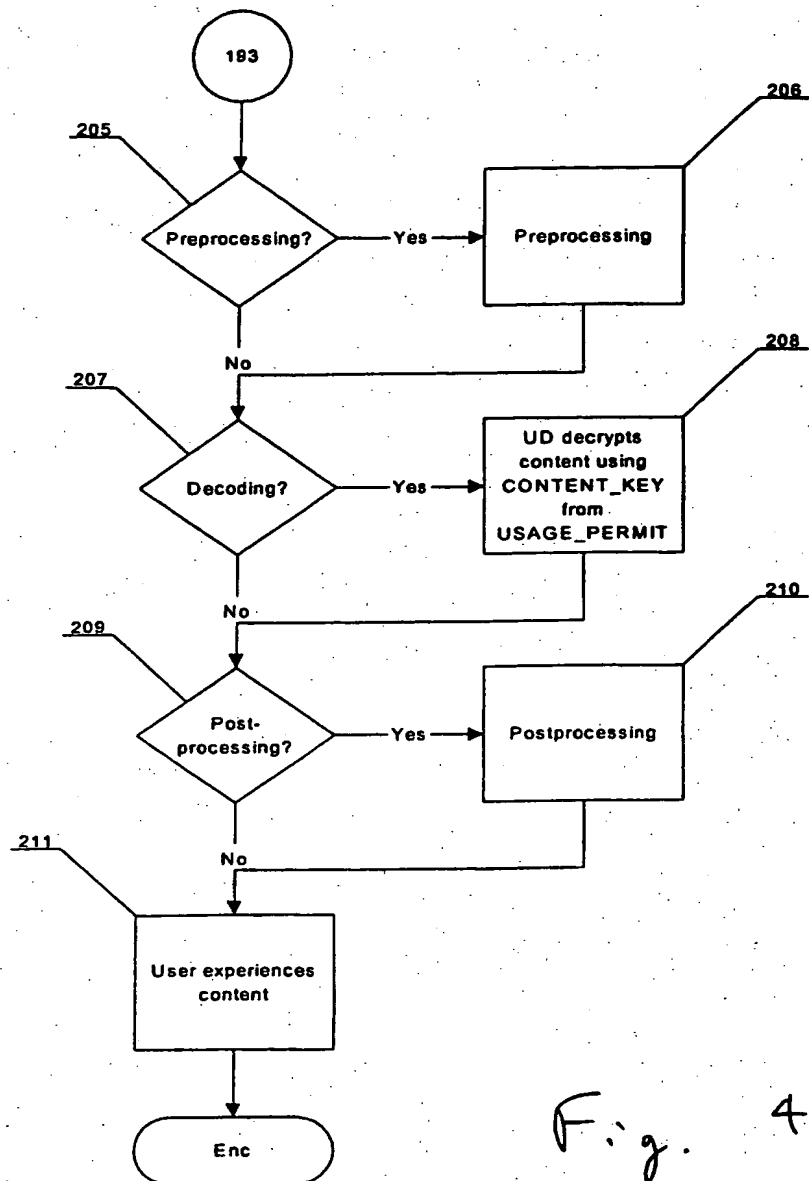 193
205
206
Preprocessing?
Yes
Preprocessing
No
207
208
Decoding?
Yes
UD decrypts
content using
CONTENT_KEY
from
USAGE_PERMIT
No
209
210
Post-
processing?
Yes
Postprocessing
No
211
User experiences
content
Enc
Fig. 4